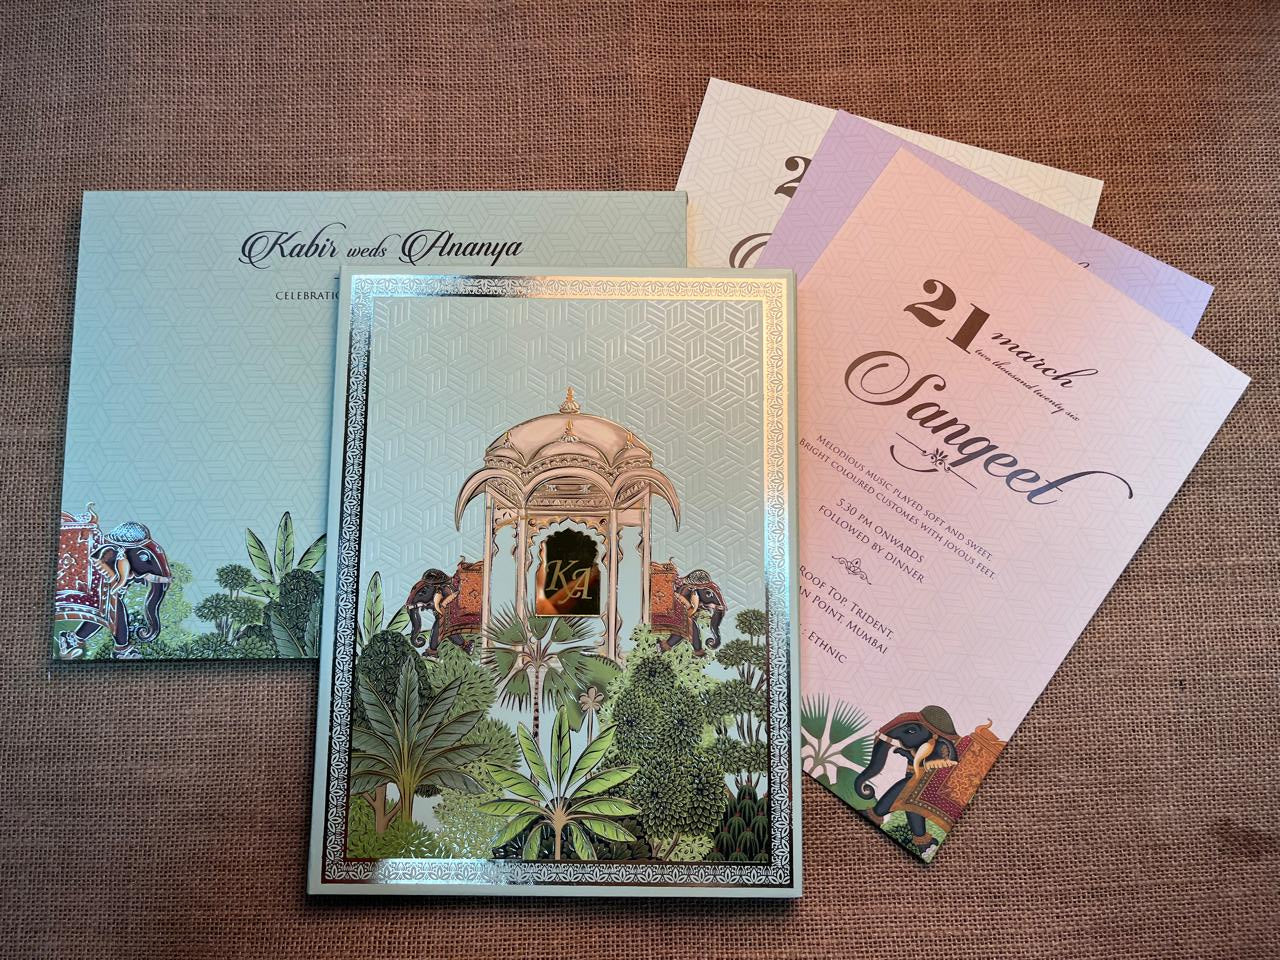 Kabir weds Ananya
CELEBRATIO
KA
2
21 march
two thousand twenty six
Sangeet
MELODIOUS MUSIC PLAYED SOFT AND SWEET.
BRIGHT COLOURED CUSTOMES WITH JOYOUS FEET.
5.30 PM ONWARDS
FOLLOWED BY DINNER
ROOF TOP, TRIDENT,
AN POINT, MUMBAI
: ETHNIC